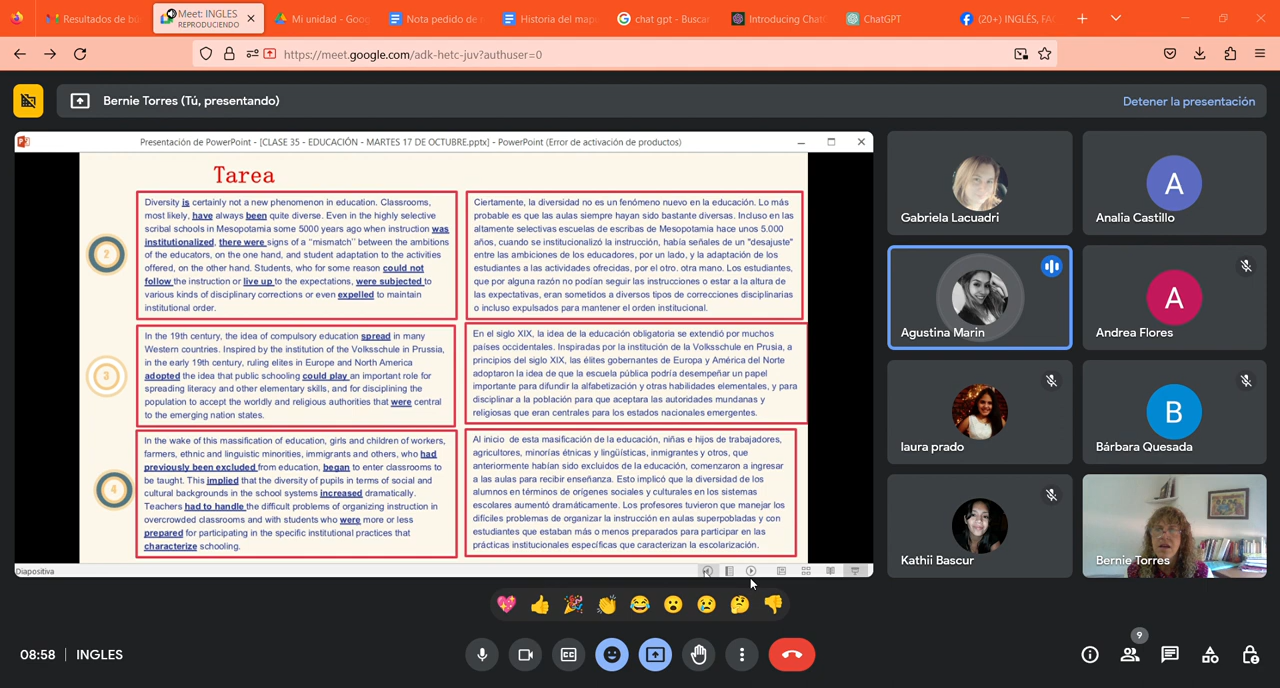 Resultados de bú
Meet: INGLES
REPRODUCIENDO
Mi unidad - Goog
Nota pedido de
Historia del map
chat gpt - Buscar
Introducing ChatG
ChatGPT
(20+) INGLÉS, FAC
https://meet.google.com/adk-hetc-juv?authuser=0
Bernie Torres (Tú, presentando)
Detener la presentación
Presentación de PowerPoint - [CLASE 35 - EDUCACIÓN - MARTES 17 DE OCTUBRE.pptx] - PowerPoint (Error de activación de productos)
Tarea
2
Diversity is certainly not a new phenomenon in education. Classrooms,
most likely, have always been quite diverse. Even in the highly selective
scribal schools in Mesopotamia some 5000 years ago when instruction was
institutionalized, there were signs of a "mismatch" between the ambitions
of the educators, on the one hand, and student adaptation to the activities
offered, on the other hand. Students, who for some reason could not
follow the instruction or live up to the expectations, were subjected to
various kinds of disciplinary corrections or even expelled to maintain
institutional order.
Ciertamente, la diversidad no es un fenómeno nuevo en la educación. Lo más
probable es que las aulas siempre hayan sido bastante diversas. Incluso en las
altamente selectivas escuelas de escribas de Mesopotamia hace unos 5.000
años, cuando se institucionalizó la instrucción, había señales de un "desajuste"
entre las ambiciones de los educadores, por un lado, y la adaptación de los
estudiantes a las actividades ofrecidas, por el otro. otra mano. Los estudiantes,
que por alguna razón no podían seguir las instrucciones o estar a la altura de
las expectativas, eran sometidos a diversos tipos de correcciones disciplinarias
o incluso expulsados para mantener el orden institucional.
3
In the 19th century, the idea of compulsory education spread in many
Western countries. Inspired by the institution of the Volksschule in Prussia,
in the early 19th century, ruling elites in Europe and North America
adopted the idea that public schooling could play an important role for
spreading literacy and other elementary skills, and for disciplining the
population to accept the worldly and religious authorities that were central
to the emerging nation states.
En el siglo XIX, la idea de la educación obligatoria se extendió por muchos
países occidentales. Inspiradas por la institución de la Volksschule en Prusia, a
principios del siglo XIX, las élites gobernantes de Europa y América del Norte
adoptaron la idea de que la escuela pública podría desempeñar un papel
importante para difundir la alfabetización y otras habilidades elementales, y para
disciplinar a la población para que aceptara las autoridades mundanas y
religiosas que eran centrales para los estados nacionales emergentes.
4
In the wake of this massification of education, girls and children of workers,
farmers, ethnic and linguistic minorities, immigrants and others, who had
previously been excluded from education, began to enter classrooms to
be taught. This implied that the diversity of pupils in terms of social and
cultural backgrounds in the school systems increased dramatically.
Teachers had to handle the difficult problems of organizing instruction in
overcrowded classrooms and with students who were more or less
prepared for participating in the specific institutional practices that
characterize schooling.
Al inicio de esta masificación de la educación, niñas e hijos de trabajadores,
agricultores, minorías étnicas y lingüísticas, inmigrantes y otros, que
anteriormente habían sido excluidos de la educación, comenzaron a ingresar
a las aulas para recibir enseñanza. Esto implicó que la diversidad de los
alumnos en términos de orígenes sociales y culturales en los sistemas
escolares aumentó dramáticamente. Los profesores tuvieron que manejar los
difíciles problemas de organizar la instrucción en aulas superpobladas y con
estudiantes que estaban más o menos preparados para participar en las
prácticas institucionales específicas que caracterizan la escolarización.
Diapositiva
Gabriela Lacuadri
A
Analia Castillo
Agustina Marin
A
Andrea Flores
laura prado
B
Bárbara Quesada
Kathii Bascur
Bernie Torres
08:58
INGLES
9